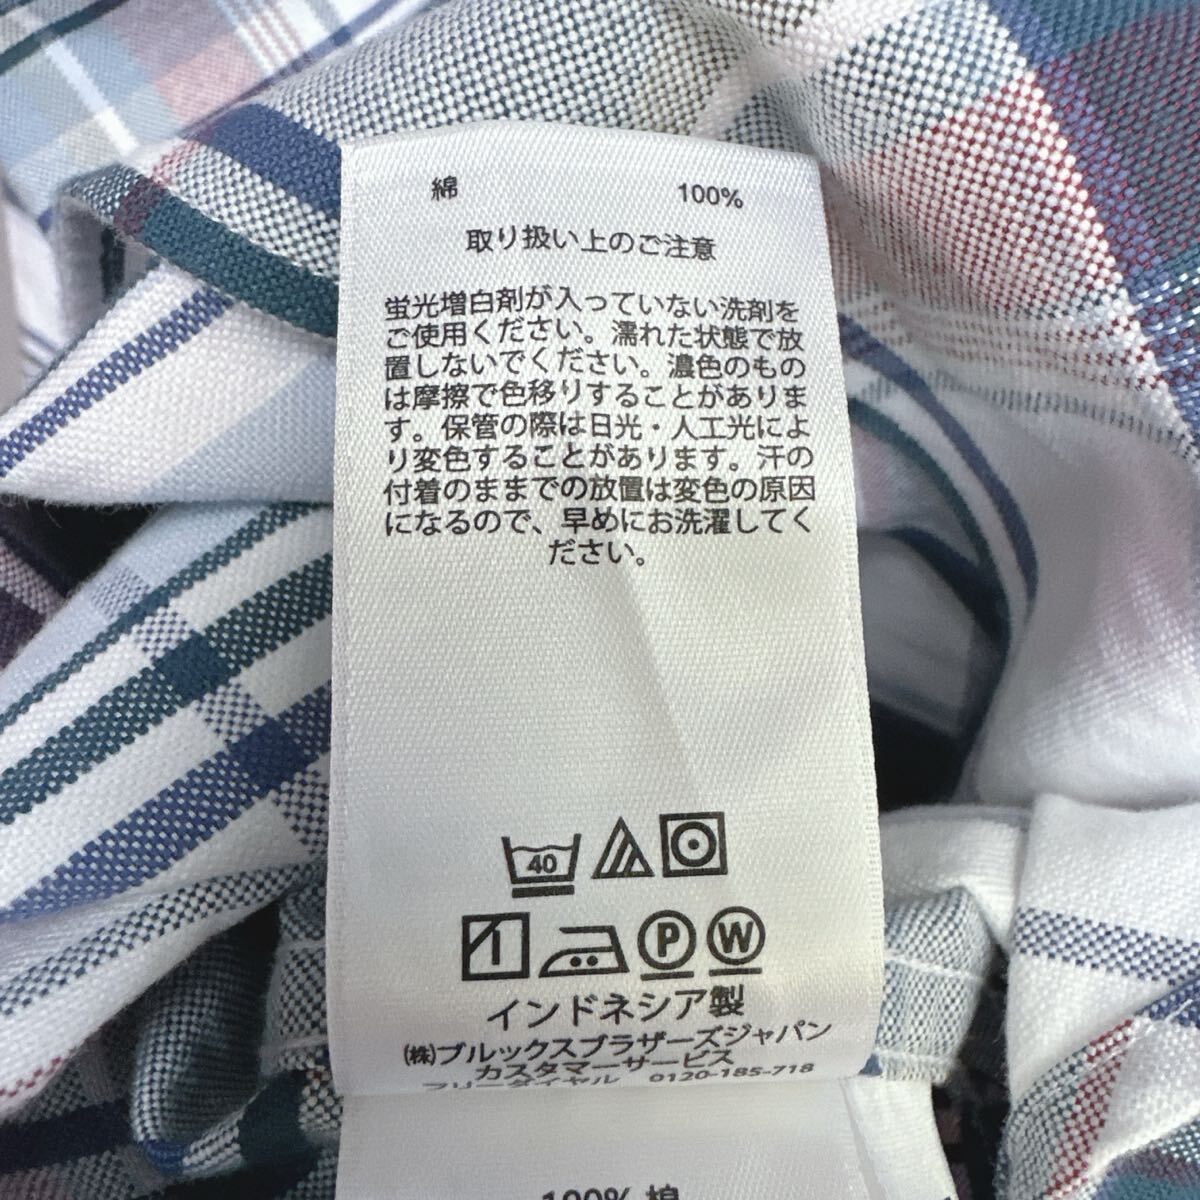 綿 100%
取り扱い上のご注意
蛍光増白剤が入っていない洗剤を
ご使用ください。濡れた状態で放
置しないでください。濃色のもの
は摩擦で色移りすることがありま
す。保管の際は日光・人工光によ
り変色することがあります。汗の
付着のままでの放置は変色の原因
になるので、早めにお洗濯してく
ださい。
40
P W
インドネシア製
(株)ブルックスブラザーズジャパン
カスタマーサービス
フリーダイヤル 0120-185-718
100% 棉